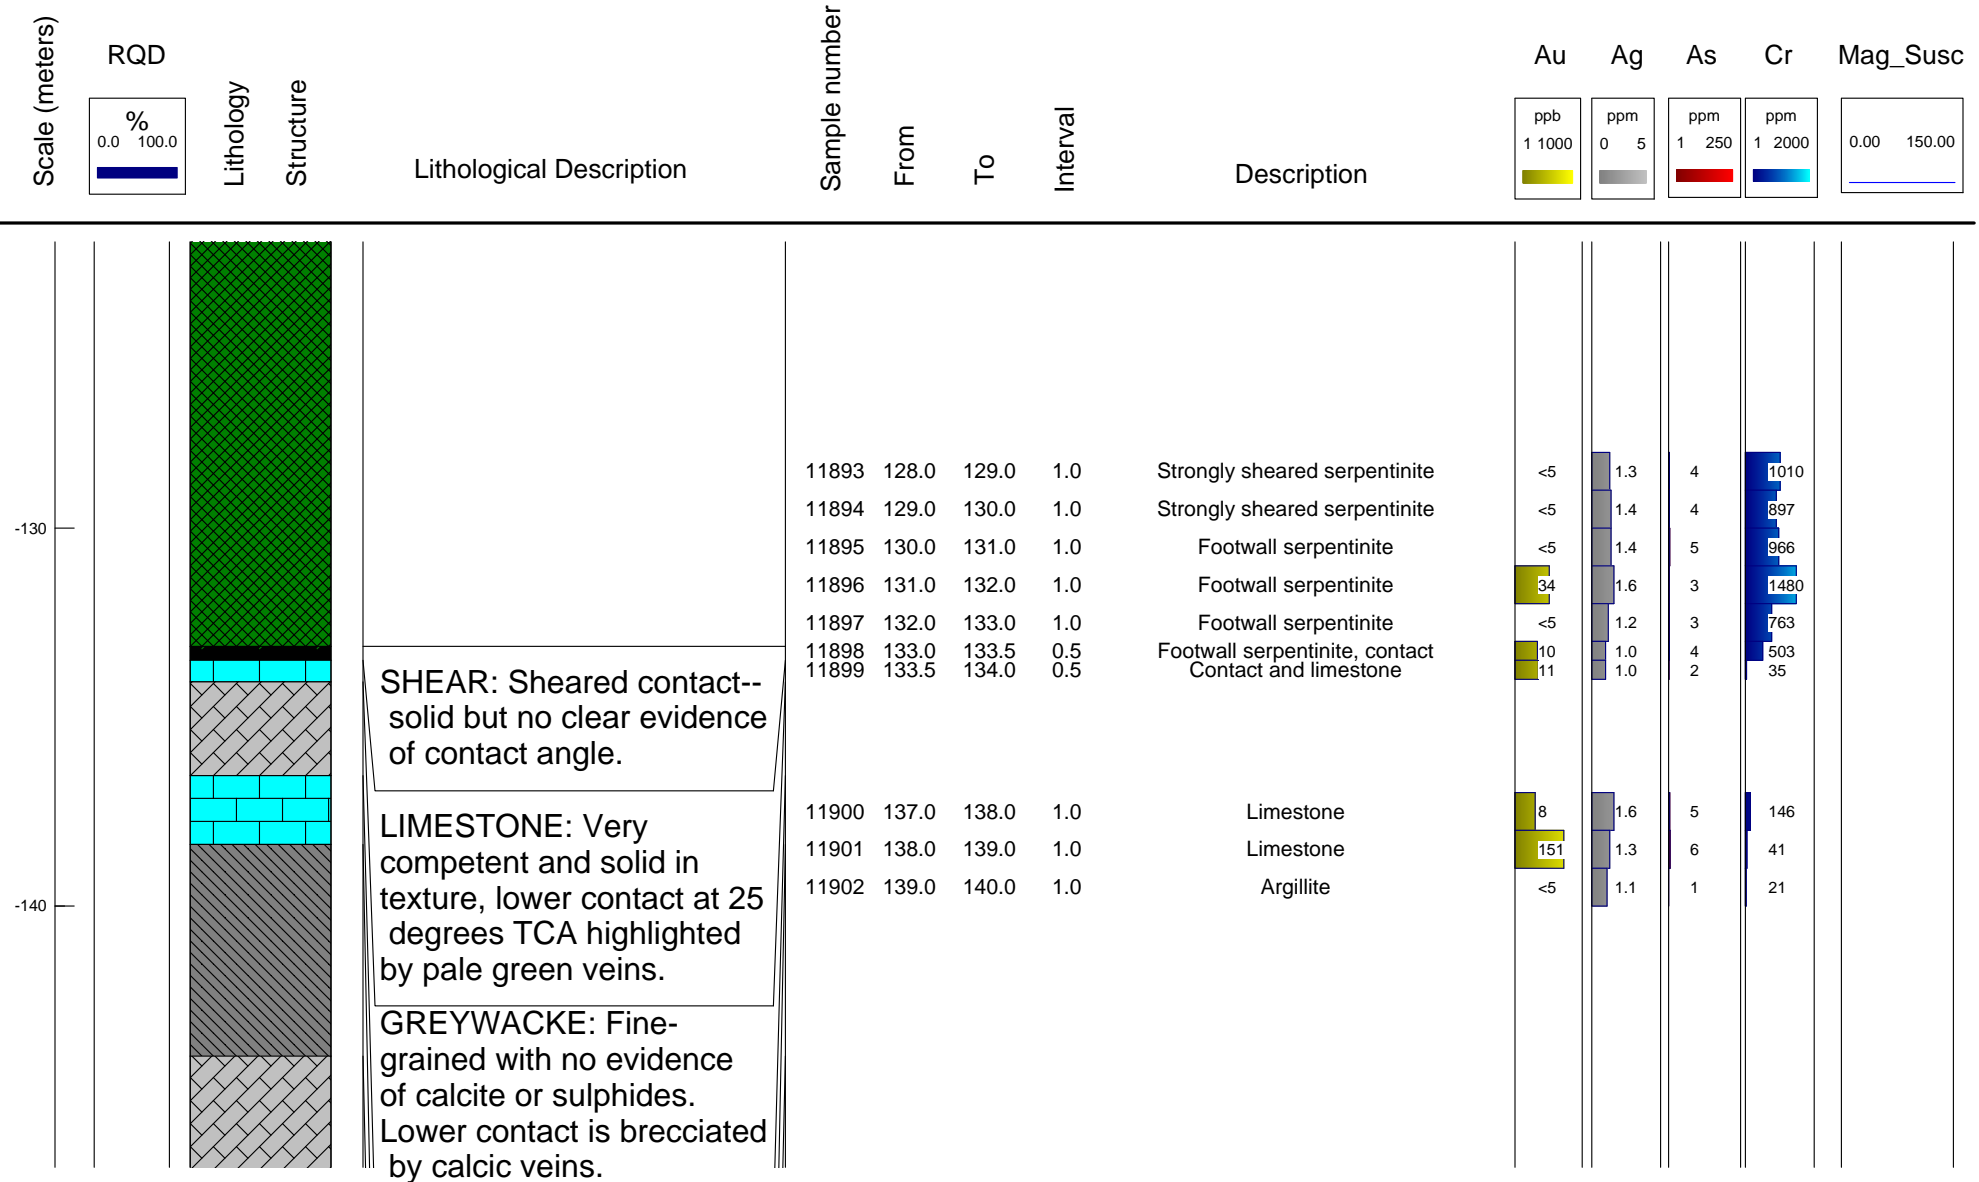 Scale (meters)
RQD
%
0.0 100.0
Lithology
Structure
Lithological Description
Sample number
From
To
Interval
Description
Au
ppb
1 1000
Ag
ppm
0 5
As
ppm
1 250
Cr
ppm
1 2000
Mag_Susc
0.00 150.00
11893 128.0 129.0 1.0 Strongly sheared serpentinite <5 1.3 4 1010
11894 129.0 130.0 1.0 Strongly sheared serpentinite <5 1.4 4 897
-130
11895 130.0 131.0 1.0 Footwall serpentinite <5 1.4 5 966
11896 131.0 132.0 1.0 Footwall serpentinite 34 1.6 3 1480
11897 132.0 133.0 1.0 Footwall serpentinite <5 1.2 3 763
11898 133.0 133.5 0.5 Footwall serpentinite, contact 10 1.0 4 503
11899 133.5 134.0 0.5 Contact and limestone 11 1.0 2 35
SHEAR: Sheared contact--
solid but no clear evidence
of contact angle.
11900 137.0 138.0 1.0 Limestone 8 1.6 5 146
11901 138.0 139.0 1.0 Limestone 151 1.3 6 41
11902 139.0 140.0 1.0 Argillite <5 1.1 1 21
-140
LIMESTONE: Very
competent and solid in
texture, lower contact at 25
degrees TCA highlighted
by pale green veins.
GREYWACKE: Fine-
grained with no evidence
of calcite or sulphides.
Lower contact is brecciated
by calcic veins.